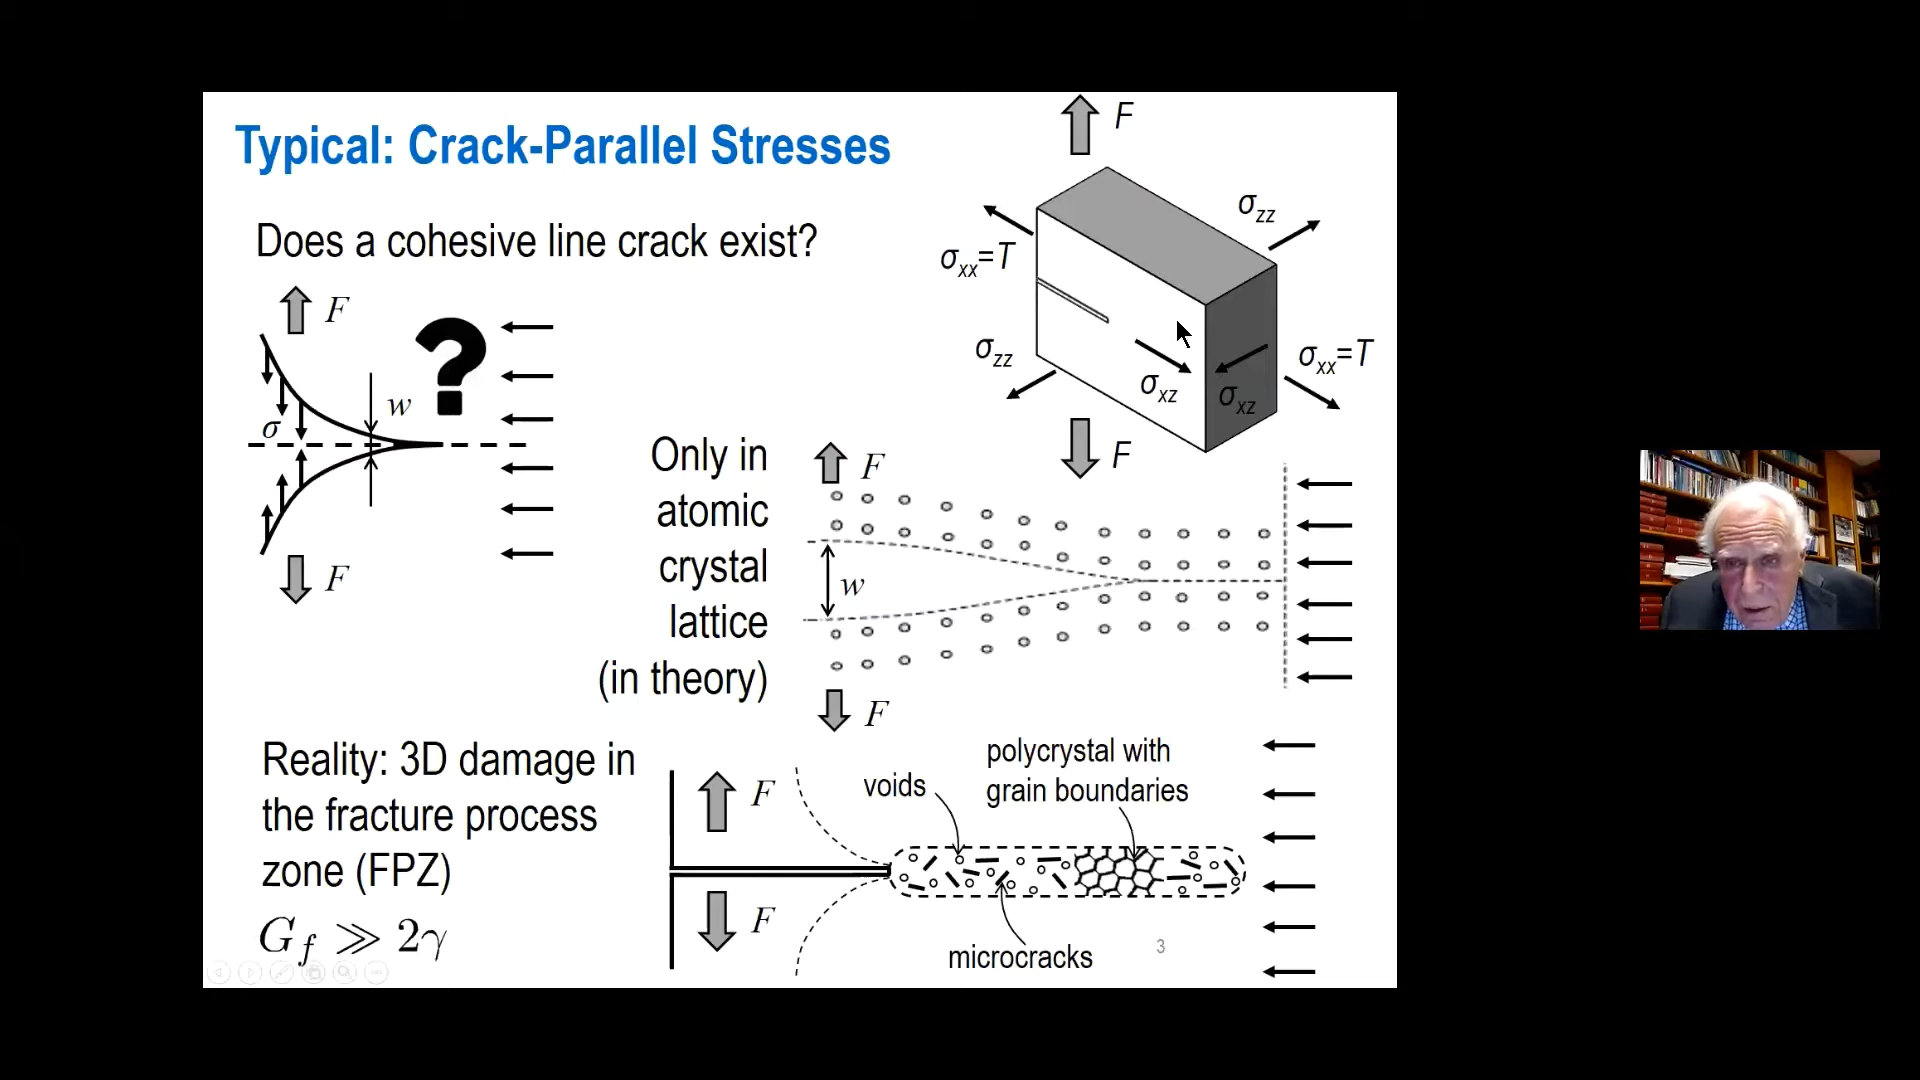 Typical: Crack-Parallel Stresses
F
σzz
σxx=T
Does a cohesive line crack exist?
F
w
σ
F
σzz
σxz
σxz
σxx=T
F
Only in
atomic
crystal
lattice
(in theory)
F
w
F
Reality: 3D damage in
the fracture process
zone (FPZ)
G_f ≫ 2γ
F
F
voids
polycrystal with
grain boundaries
microcracks
3